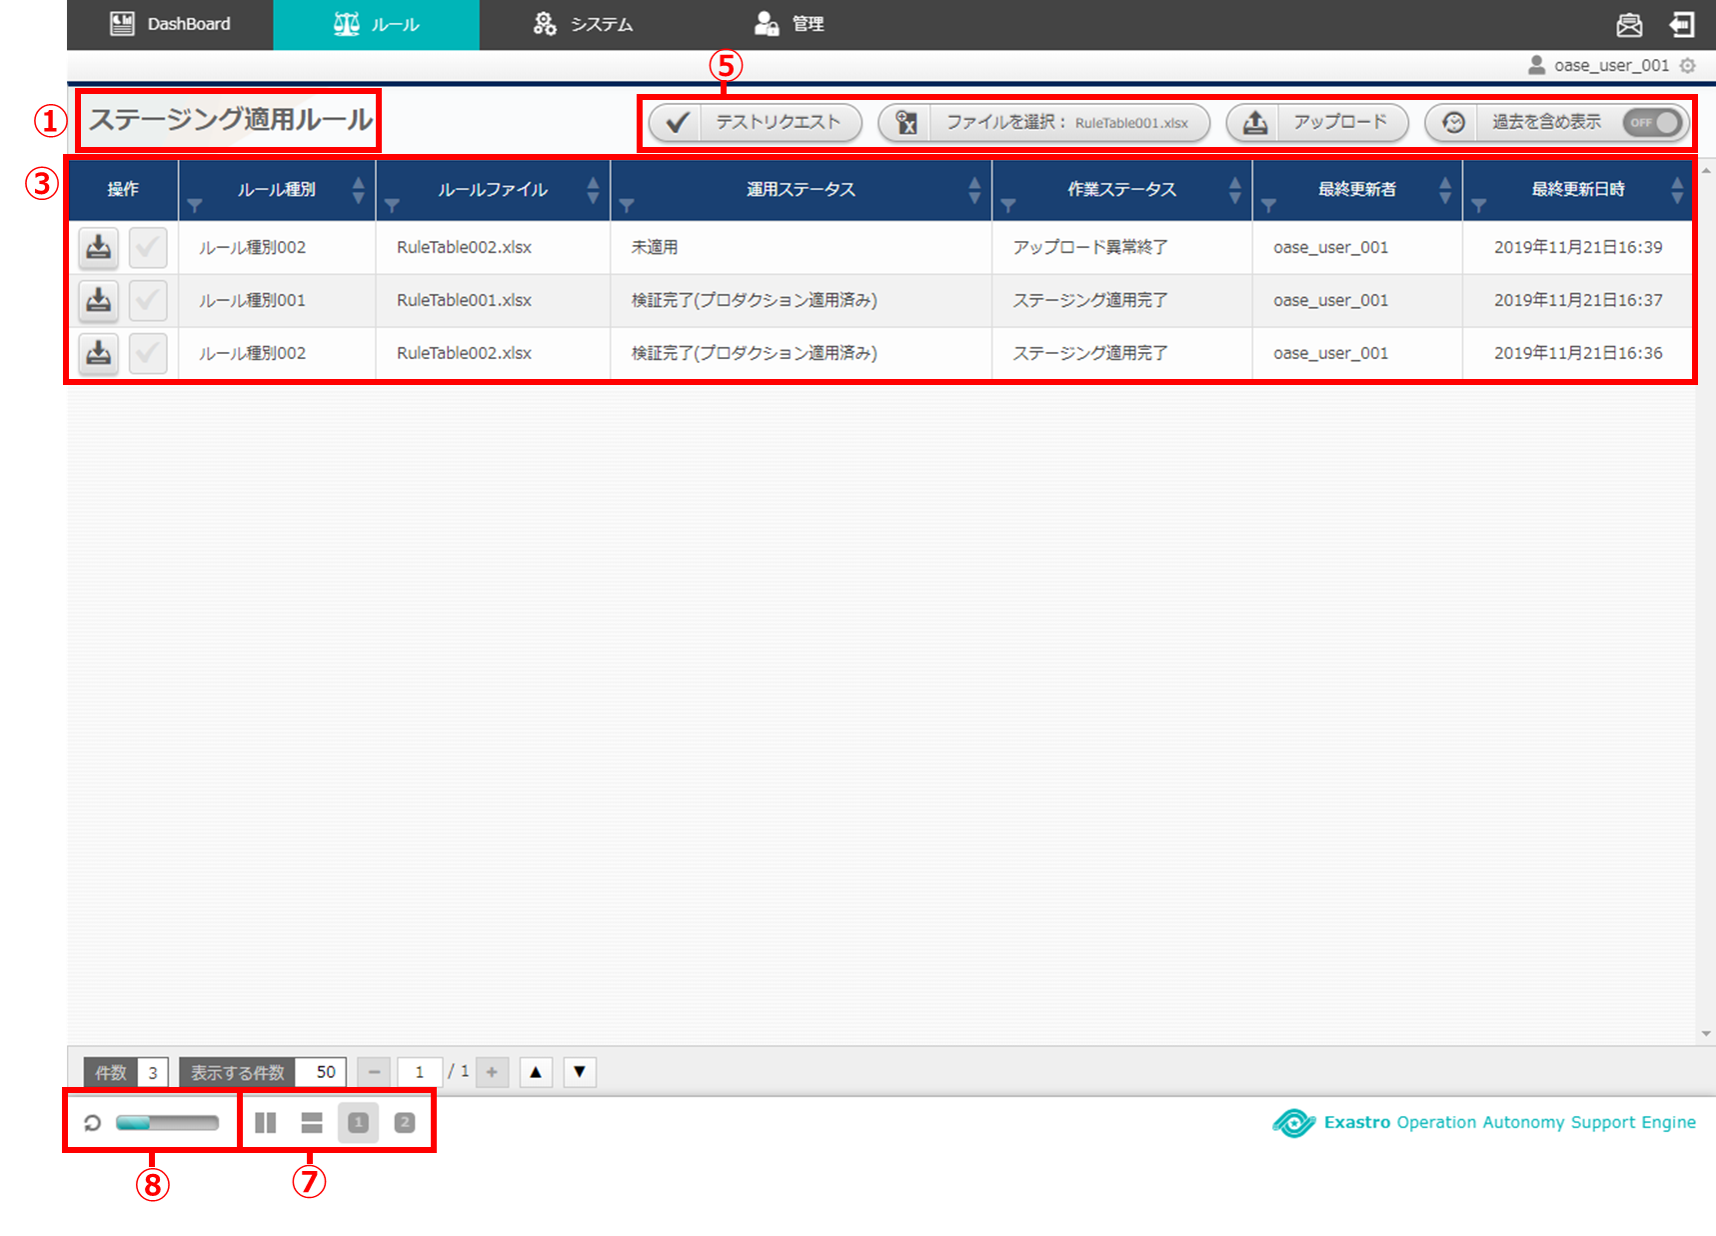 DashBoard ルール システム 管理
oase_user_001
⑤
① ステージング適用ルール テストリクエスト ファイルを選択： RuleTable001.xlsx アップロード 過去を含め表示 OFF
③ 操作 ルール種別 ルールファイル 運用ステータス 作業ステータス 最終更新者 最終更新日時
ルール種別002 RuleTable002.xlsx 未適用 アップロード異常終了 oase_user_001 2019年11月21日16:39
ルール種別001 RuleTable001.xlsx 検証完了(プロダクション適用済み) ステージング適用完了 oase_user_001 2019年11月21日16:37
ルール種別002 RuleTable002.xlsx 検証完了(プロダクション適用済み) ステージング適用完了 oase_user_001 2019年11月21日16:36
件数 3 表示する件数 50 − 1 / 1 + ▲ ▼
1 2 Exastro Operation Autonomy Support Engine
⑧ ⑦